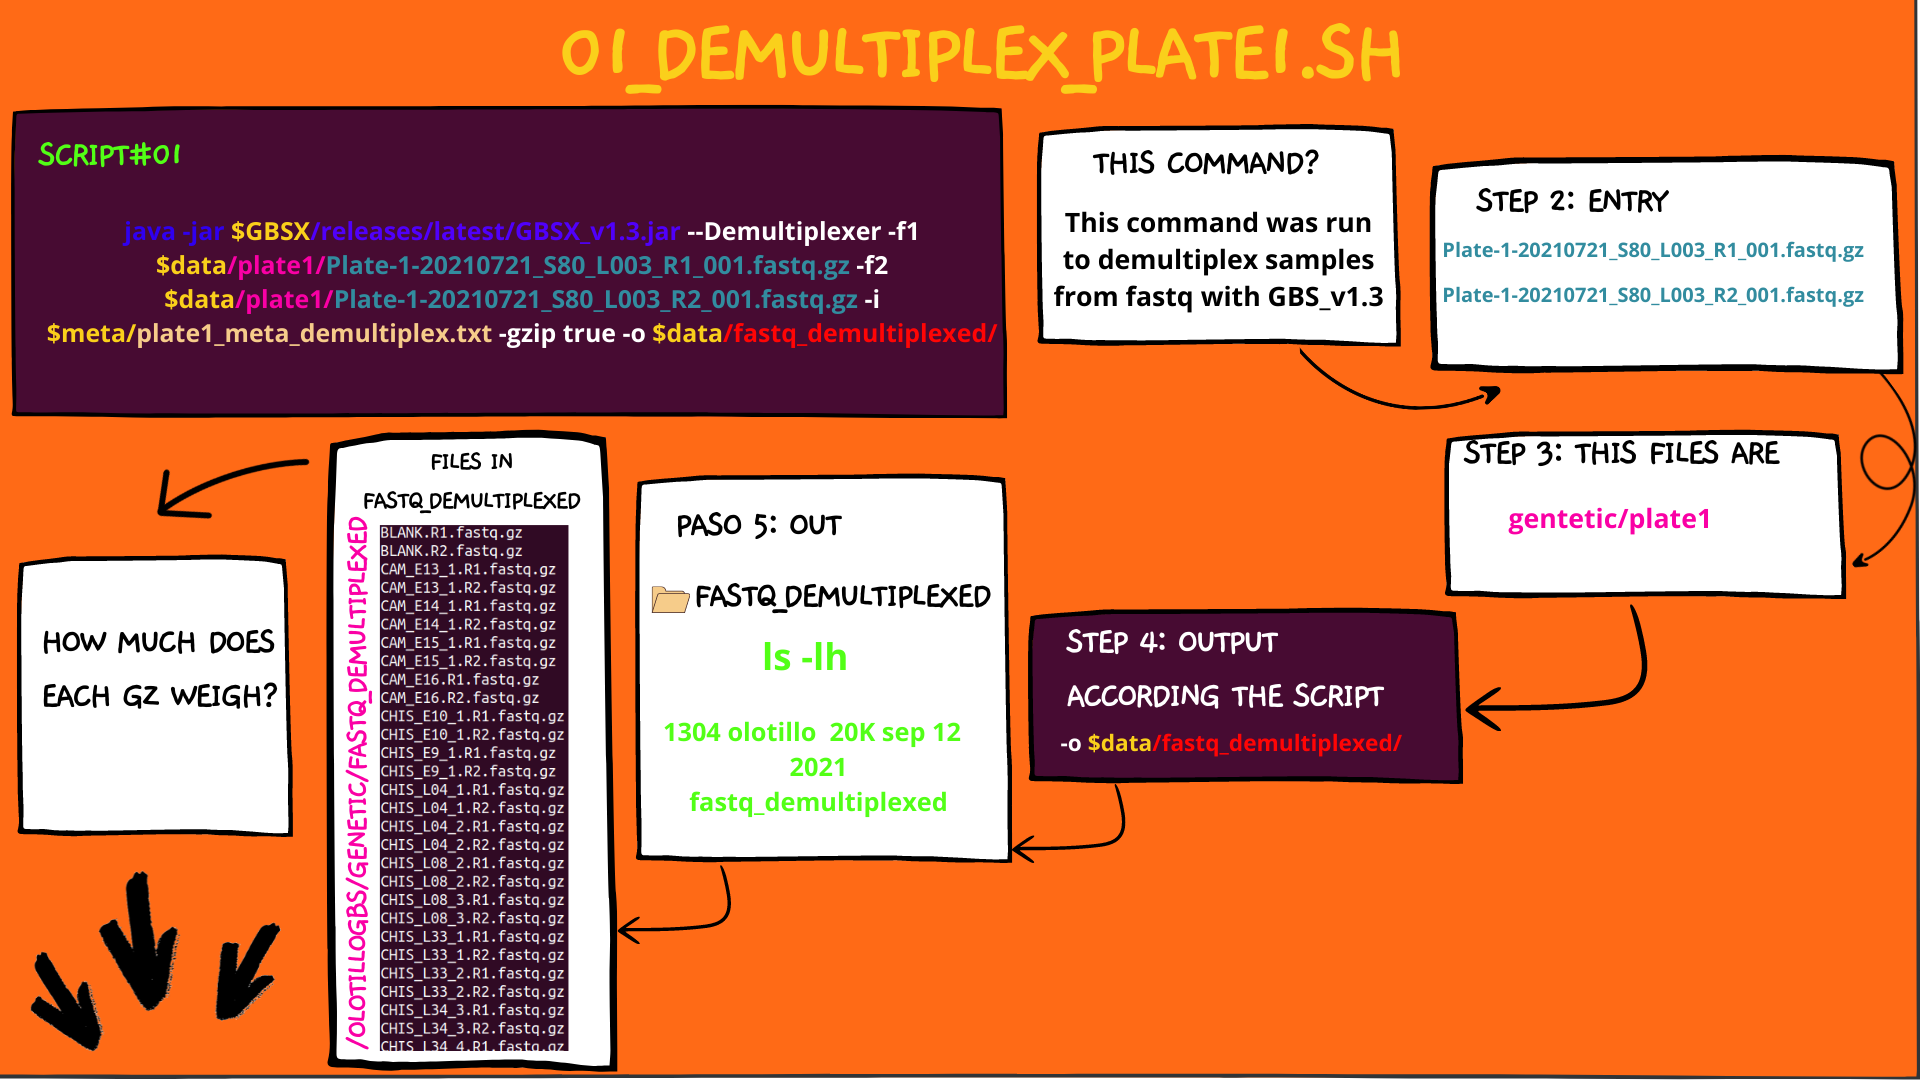 01_DEMULTIPLEX_PLATE1.SH
SCRIPT#01
java -jar $GBSX/releases/latest/GBSX_v1.3.jar --Demultiplexer -f1
$data/plate1/Plate-1-20210721_S80_L003_R1_001.fastq.gz -f2
$data/plate1/Plate-1-20210721_S80_L003_R2_001.fastq.gz -i
$meta/plate1_meta_demultiplex.txt -gzip true -o $data/fastq_demultiplexed/
THIS COMMAND?
This command was run
to demultiplex samples
from fastq with GBS_v1.3
STEP 2: ENTRY
Plate-1-20210721_S80_L003_R1_001.fastq.gz
Plate-1-20210721_S80_L003_R2_001.fastq.gz
STEP 3: THIS FILES ARE
gentetic/plate1
STEP 4: OUTPUT
ACCORDING THE SCRIPT
-o $data/fastq_demultiplexed/
PASO 5: OUT
FASTQ_DEMULTIPLEXED
ls -lh
1304 olotillo 20K sep 12
2021
fastq_demultiplexed
FILES IN
FASTQ_DEMULTIPLEXED
/OLOTILLOGBS/GENETIC/FASTQ_DEMULTIPLEXED
BLANK.R1.fastq.gz
BLANK.R2.fastq.gz
CAM_E13_1.R1.fastq.gz
CAM_E13_1.R2.fastq.gz
CAM_E14_1.R1.fastq.gz
CAM_E14_1.R2.fastq.gz
CAM_E15_1.R1.fastq.gz
CAM_E15_1.R2.fastq.gz
CAM_E16.R1.fastq.gz
CAM_E16.R2.fastq.gz
CHIS_E10_1.R1.fastq.gz
CHIS_E10_1.R2.fastq.gz
CHIS_E9_1.R1.fastq.gz
CHIS_E9_1.R2.fastq.gz
CHIS_L04_1.R1.fastq.gz
CHIS_L04_1.R2.fastq.gz
CHIS_L04_2.R1.fastq.gz
CHIS_L04_2.R2.fastq.gz
CHIS_L08_2.R1.fastq.gz
CHIS_L08_2.R2.fastq.gz
CHIS_L08_3.R1.fastq.gz
CHIS_L08_3.R2.fastq.gz
CHIS_L33_1.R1.fastq.gz
CHIS_L33_1.R2.fastq.gz
CHIS_L33_2.R1.fastq.gz
CHIS_L33_2.R2.fastq.gz
CHIS_L34_3.R1.fastq.gz
CHIS_L34_3.R2.fastq.gz
CHIS_L34_4.R1.fastq.gz
HOW MUCH DOES
EACH GZ WEIGH?